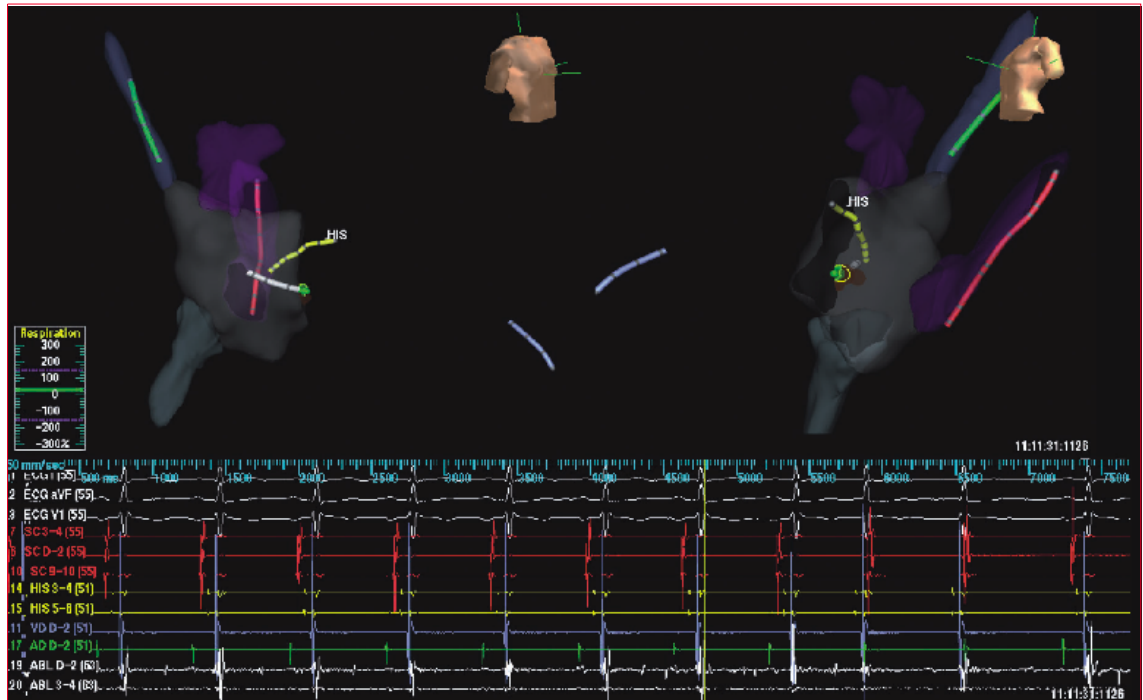 HIS
HIS
Respiration
300
200
100
0
-100
-200
-300%
11:11:31:1126
50 mm/sec
500 ms 1000 1500 2000 2500 3000 3500 4000 4500 5000 5500 6000 6500 7000 7500
1 ECG I (55)
2 ECG aVF (55)
3 ECG V1 (55)
7 SC 3-4 (55)
SC D-2 (55)
10 SC 9-10 (55)
14 HIS 3-4 (51)
15 HIS 5-6 (51)
11 VD D-2 (51)
17 AD D-2 (51)
19 ABL D-2 (63)
20 ABL 3-4 (63)
11:11:31:1126